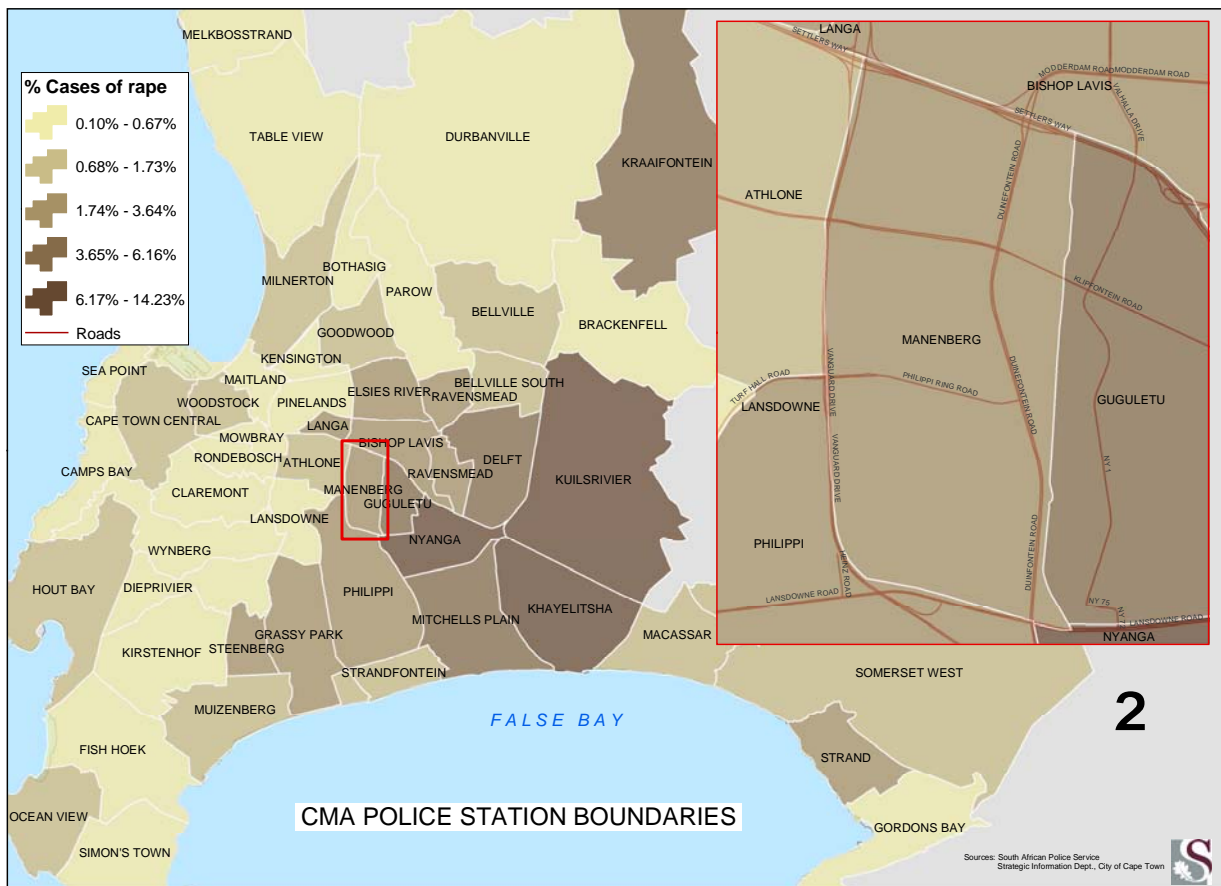 MELKBOSSTRAND
% Cases of rape
0.10% - 0.67%
0.68% - 1.73%
1.74% - 3.64%
3.65% - 6.16%
6.17% - 14.23%
Roads
TABLE VIEW
DURBANVILLE
KRAAIFONTEIN
BOTHASIG
MILNERTON
PAROW
BELLVILLE
GOODWOOD
BRACKENFELL
KENSINGTON
SEA POINT
MAITLAND
ELSIES RIVER
BELLVILLE SOUTH
RAVENSMEAD
WOODSTOCK
PINELANDS
CAPE TOWN CENTRAL
LANGA
MOWBRAY
BISHOP LAVIS
RONDEBOSCH
ATHLONE
DELFT
CAMPS BAY
RAVENSMEAD
KUILSRIVIER
CLAREMONT
MANENBERG
GUGULETU
LANSDOWNE
NYANGA
WYNBERG
HOUT BAY
DIEPRIVIER
PHILIPPI
KHAYELITSHA
MITCHELLS PLAIN
GRASSY PARK
MACASSAR
KIRSTENHOF
STEENBERG
STRANDFONTEIN
SOMERSET WEST
MUIZENBERG
FALSE BAY
2
FISH HOEK
STRAND
OCEAN VIEW
CMA POLICE STATION BOUNDARIES
GORDONS BAY
SIMON'S TOWN
Sources: South African Police Service
Strategic Information Dept., City of Cape Town
S
LANGA
SETTLERS WAY
MODDERDAM ROAD
MODDERDAM ROAD
BISHOP LAVIS
VALHALLA DRIVE
SETTLERS WAY
DUINEFONTEIN ROAD
ATHLONE
KLIPFONTEIN ROAD
MANENBERG
VANGUARD DRIVE
DUINEFONTEIN ROAD
TURF HALL ROAD
PHILIPPI RING ROAD
GUGULETU
LANSDOWNE
VANGUARD DRIVE
NY 1
PHILIPPI
HEINZ ROAD
DUINFONTEIN ROAD
LANSDOWNE ROAD
NY 75
LANSDOWNE ROAD
NYANGA